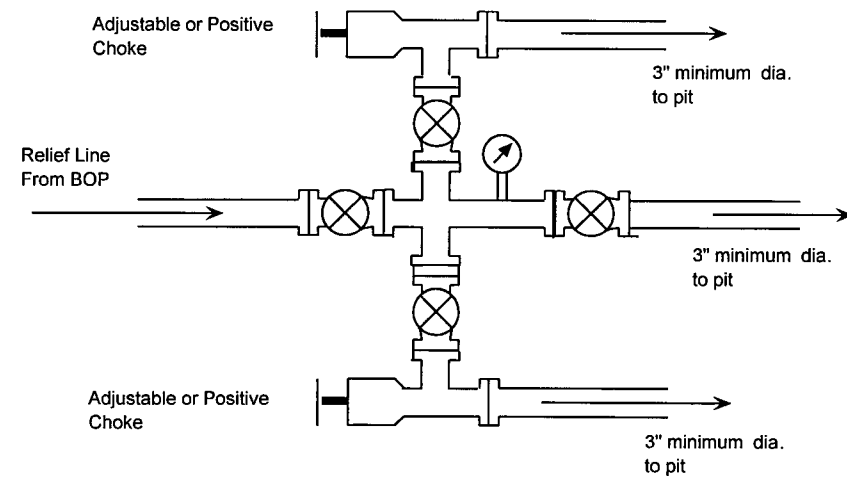 Adjustable or Positive
Choke
3" minimum dia.
to pit
Relief Line
From BOP
3" minimum dia.
to pit
Adjustable or Positive
Choke
3" minimum dia.
to pit